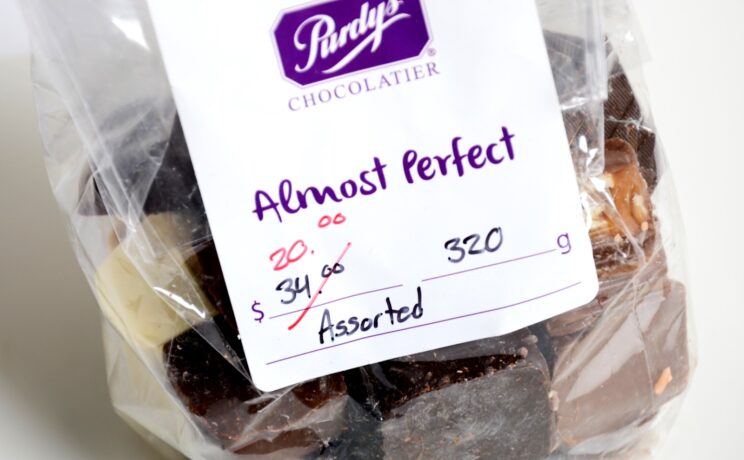 Purdys
®
CHOCOLATIER
Almost Perfect
20.00
$ 34.00 320 g
Assorted